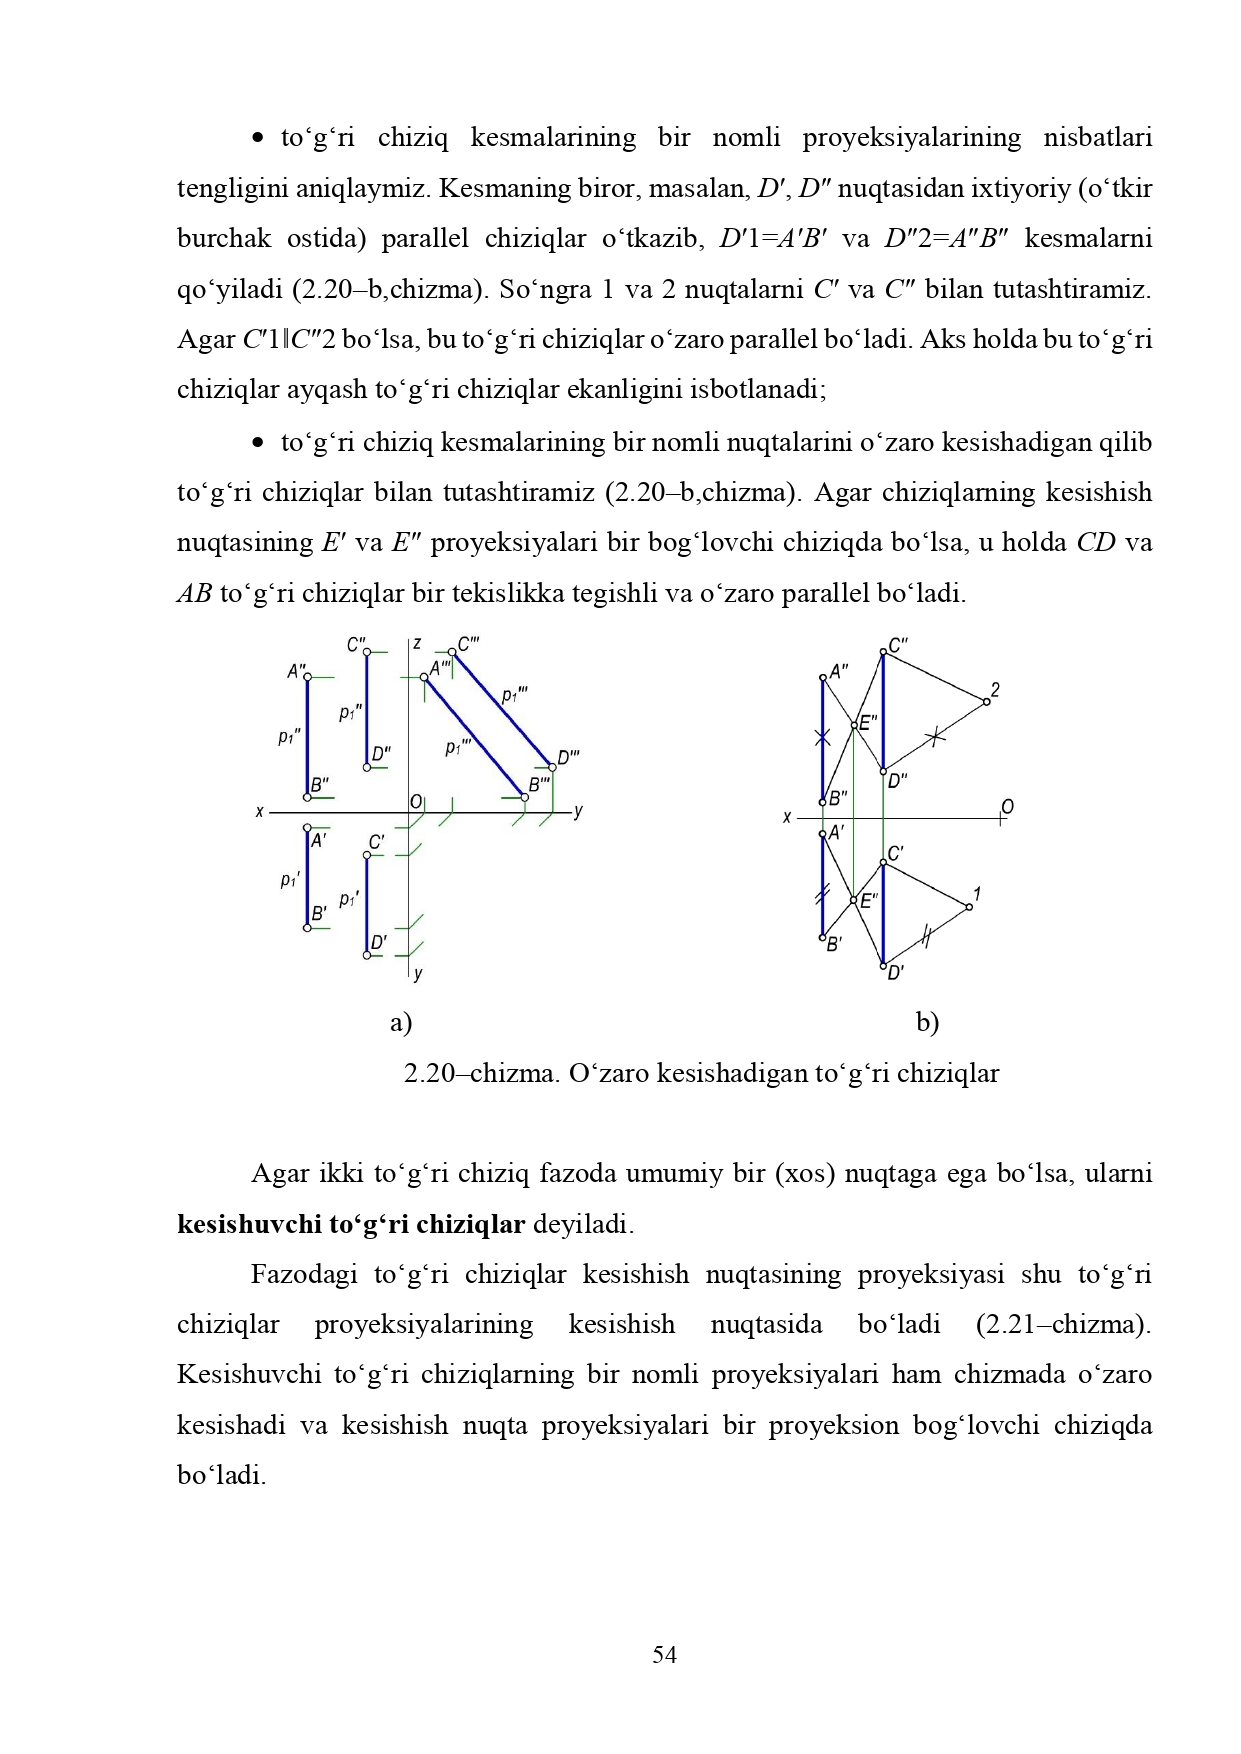 • to‘g‘ri chiziq kesmalarining bir nomli proyeksiyalarining nisbatlari
tengligini aniqlaymiz. Kesmaning biror, masalan, D′, D″ nuqtasidan ixtiyoriy (o‘tkir
burchak ostida) parallel chiziqlar o‘tkazib, D′1=A′B′ va D″2=A″B″ kesmalarni
qo‘yiladi (2.20–b,chizma). So‘ngra 1 va 2 nuqtalarni C′ va C″ bilan tutashtiramiz.
Agar C′1‖C″2 bo‘lsa, bu to‘g‘ri chiziqlar o‘zaro parallel bo‘ladi. Aks holda bu to‘g‘ri
chiziqlar ayqash to‘g‘ri chiziqlar ekanligini isbotlanadi;
• to‘g‘ri chiziq kesmalarining bir nomli nuqtalarini o‘zaro kesishadigan qilib
to‘g‘ri chiziqlar bilan tutashtiramiz (2.20–b,chizma). Agar chiziqlarning kesishish
nuqtasining E′ va E″ proyeksiyalari bir bog‘lovchi chiziqda bo‘lsa, u holda CD va
AB to‘g‘ri chiziqlar bir tekislikka tegishli va o‘zaro parallel bo‘ladi.
C" z C"'
A" A"'
p₁" p₁" p₁"' p₁"'
D" D"'
B" B"'
x O y
A' C'
p₁' p₁'
B' D'
y
C"
A" 2
E"
D"
B"
x O
A' C'
E" 1
B' D'
a) b)
2.20–chizma. O‘zaro kesishadigan to‘g‘ri chiziqlar
Agar ikki to‘g‘ri chiziq fazoda umumiy bir (xos) nuqtaga ega bo‘lsa, ularni
kesishuvchi to‘g‘ri chiziqlar deyiladi.
Fazodagi to‘g‘ri chiziqlar kesishish nuqtasining proyeksiyasi shu to‘g‘ri
chiziqlar proyeksiyalarining kesishish nuqtasida bo‘ladi (2.21–chizma).
Kesishuvchi to‘g‘ri chiziqlarning bir nomli proyeksiyalari ham chizmada o‘zaro
kesishadi va kesishish nuqta proyeksiyalari bir proyeksion bog‘lovchi chiziqda
bo‘ladi.
54